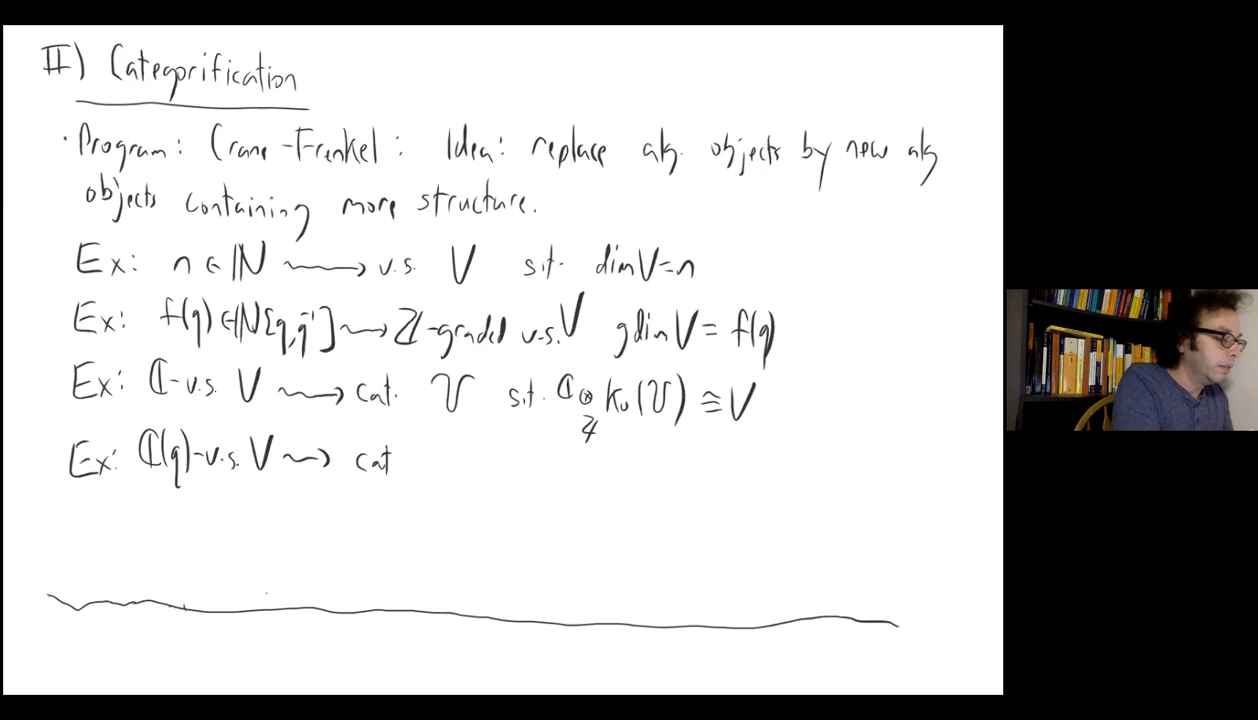 II) Categorification
· Program: Crane-Frenkel: Idea: replace alg. objects by new alg
objects containing more structure.
Ex: n ∈ ℕ ⟿ v.s. V s.t. dim V = n
Ex: f(q) ∈ ℕ[q,q⁻¹] ⟿ ℤ-graded v.s. V gdim V = f(q)
Ex: ℂ-v.s. V ⟿ cat. 𝒱 s.t. ℂ ⊗_ℤ K₀(𝒱) ≅ V
Ex: ℂ(q)-v.s. V ⟿ cat